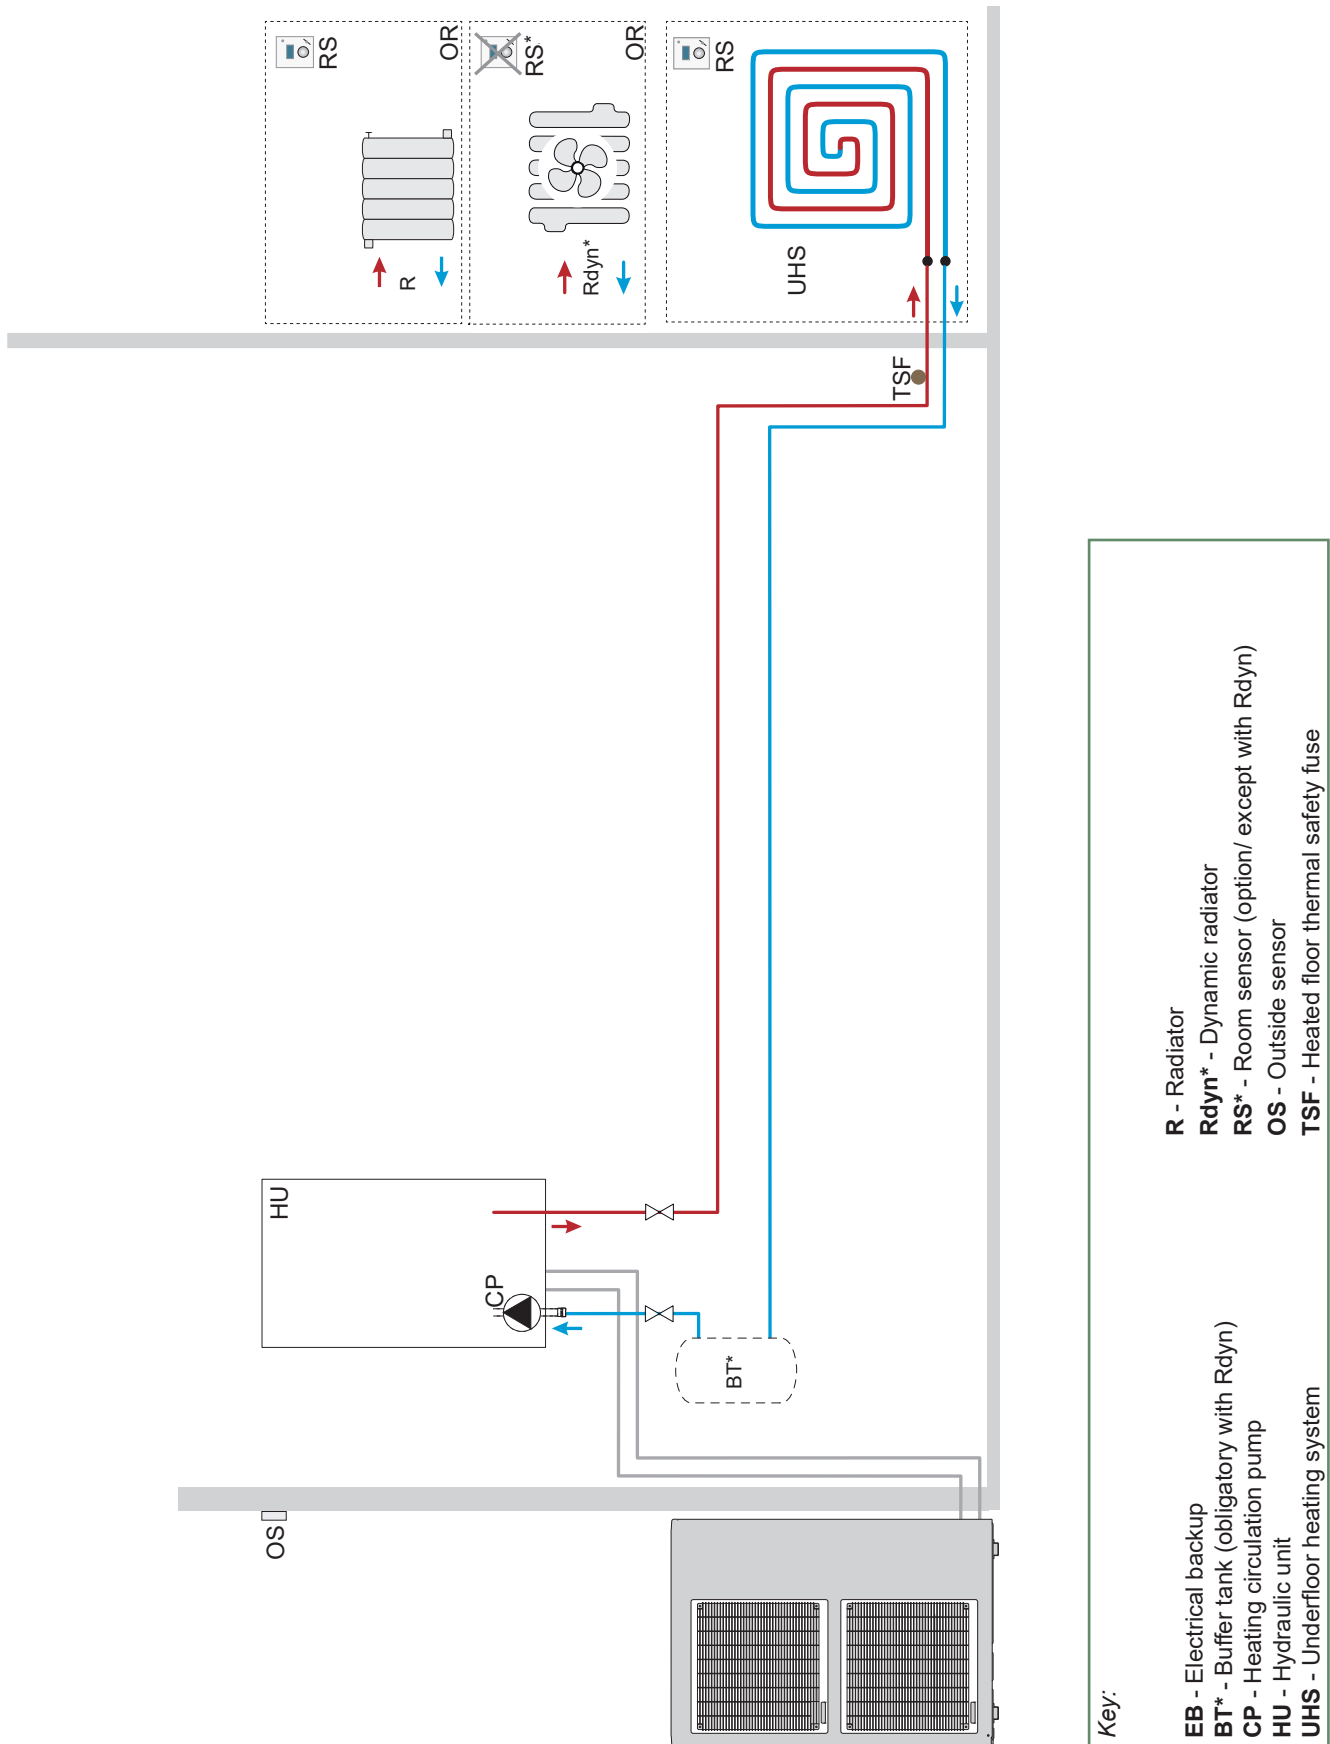 OS
HU
CP
BT*
TSF
RS
OR
R
RS*
OR
Rdyn*
RS
UHS
Key:
EB - Electrical backup
BT* - Buffer tank (obligatory with Rdyn)
CP - Heating circulation pump
HU - Hydraulic unit
UHS - Underfloor heating system
R - Radiator
Rdyn* - Dynamic radiator
RS* - Room sensor (option/ except with Rdyn)
OS - Outside sensor
TSF - Heated floor thermal safety fuse